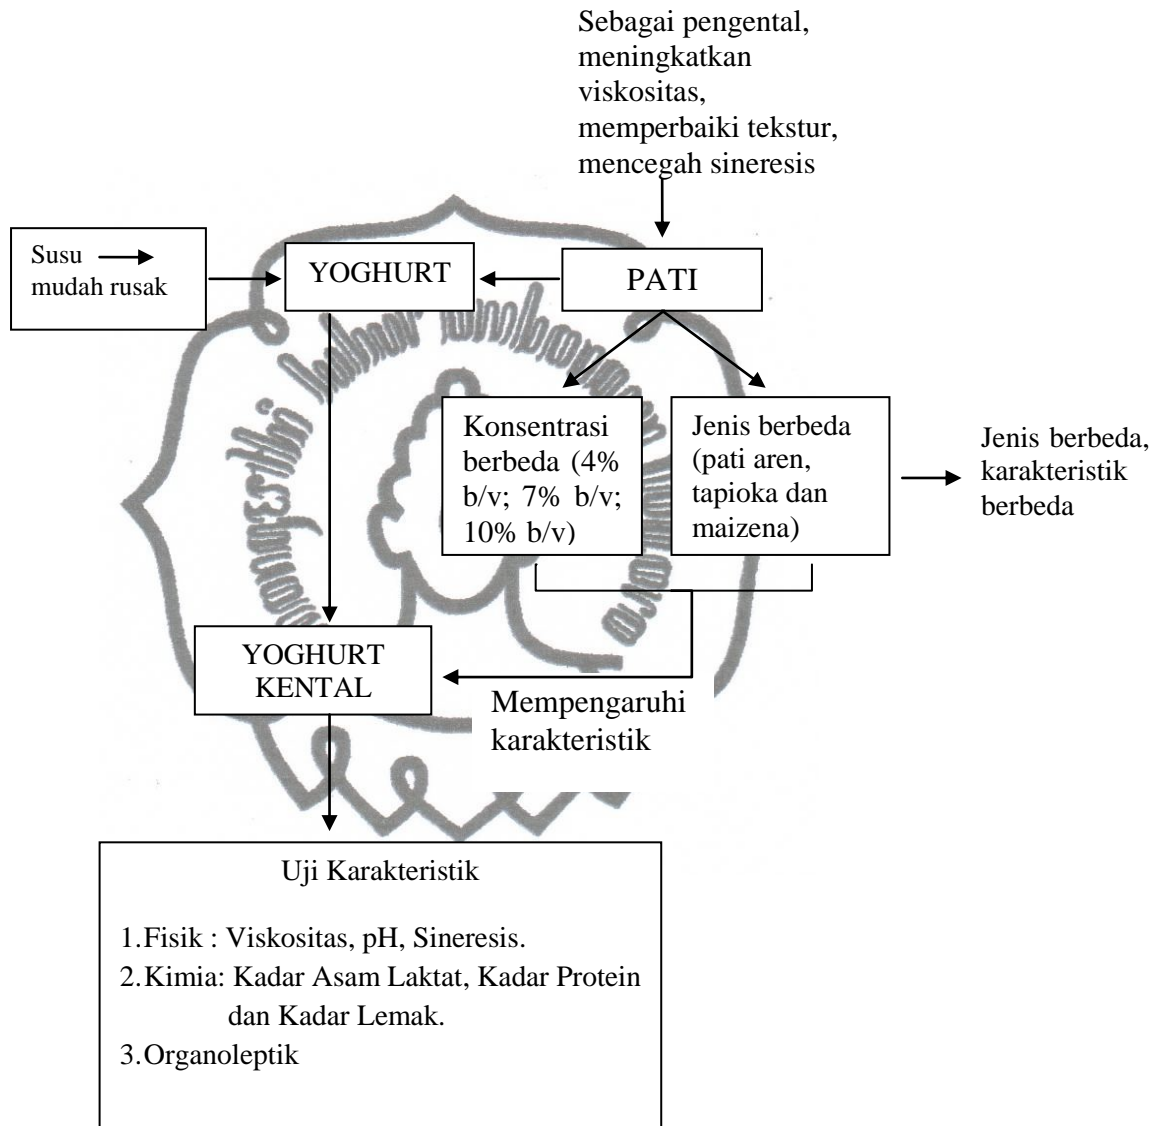 Sebagai pengental,
meningkatkan
viskositas,
memperbaiki tekstur,
mencegah sineresis
Susu →
mudah rusak
YOGHURT
PATI
Konsentrasi
berbeda (4%
b/v; 7% b/v;
10% b/v)
Jenis berbeda
(pati aren,
tapioka dan
maizena)
Jenis berbeda,
karakteristik
berbeda
YOGHURT
KENTAL
Mempengaruhi
karakteristik
Uji Karakteristik
1.Fisik : Viskositas, pH, Sineresis.
2.Kimia: Kadar Asam Laktat, Kadar Protein
dan Kadar Lemak.
3.Organoleptik